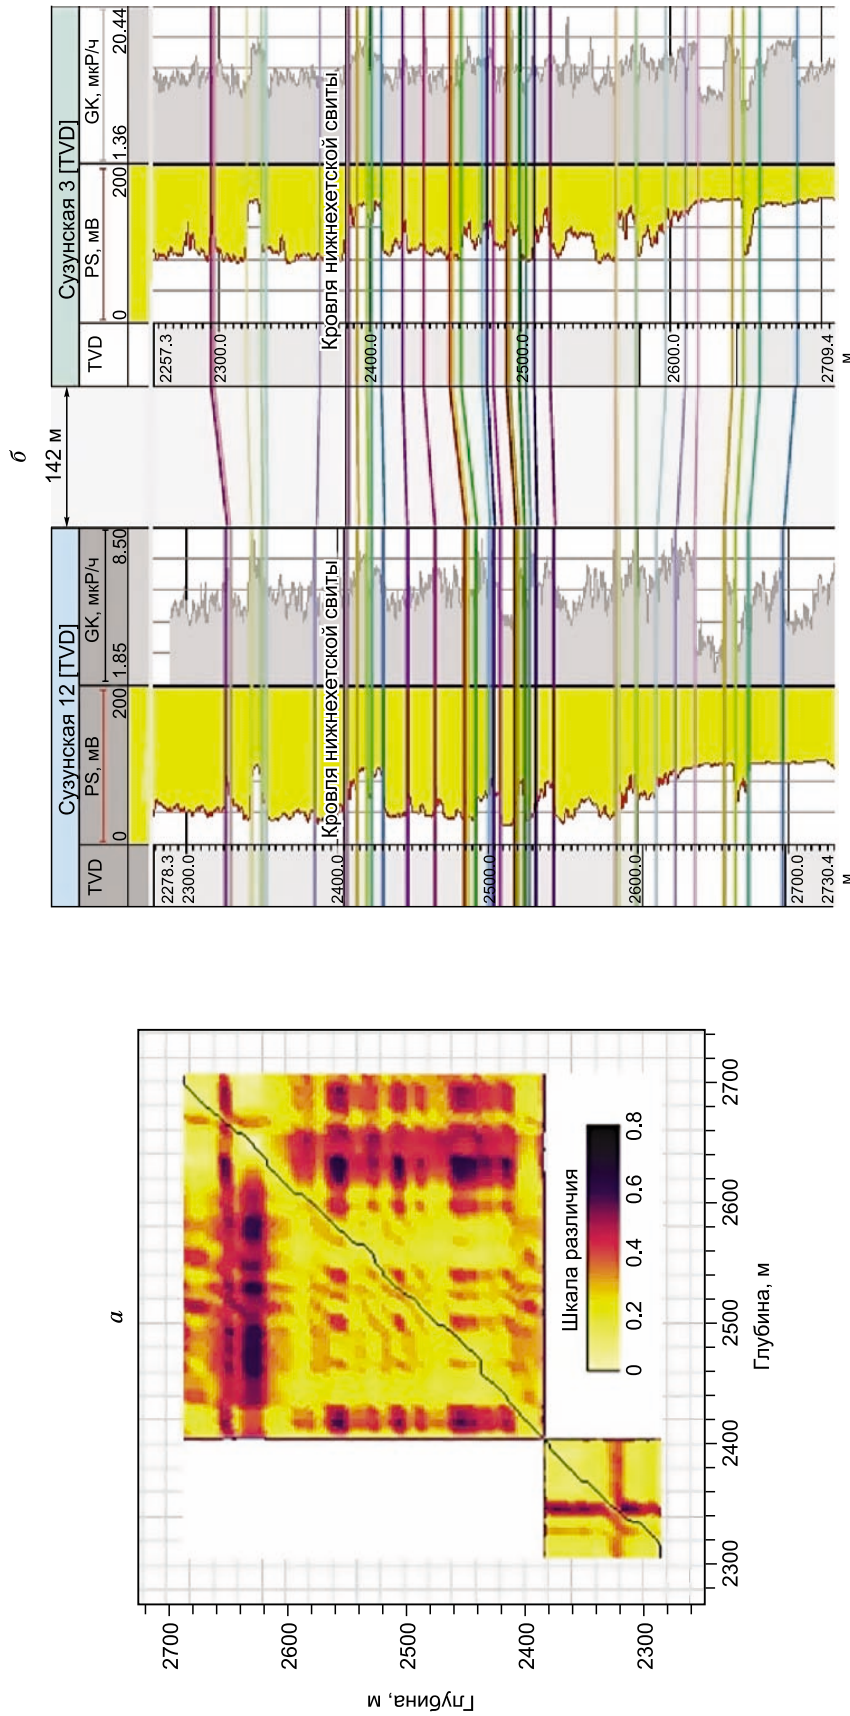 а
Глубина, м
2700
2600
2500
2400
2300
2300
2400
2500
2600
2700
Глубина, м
Шкала различия
0
0.2
0.4
0.6
0.8
б
142 м
Сузунская 12 [TVD]
TVD
PS, мВ
0
200
GK, мкР/ч
1.85
8.50
2278.3
2300.0
2400.0
2500.0
2600.0
2700.0
2730.4
м
Кровля нижнехетской свиты
Сузунская 3 [TVD]
TVD
PS, мВ
0
200
GK, мкР/ч
1.36
20.44
2257.3
2300.0
2400.0
2500.0
2600.0
2709.4
м
Кровля нижнехетской свиты